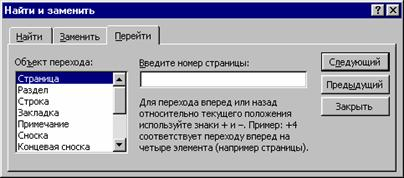 Найти и заменить
Найти Заменить Перейти
Объект перехода:
Страница
Раздел
Строка
Закладка
Примечание
Сноска
Концевая сноска
Введите номер страницы:
Для перехода вперед или назад
относительно текущего положения
используйте знаки + и –. Пример: +4
соответствует переходу вперед на
четыре элемента (например страницы).
Следующий
Предыдущий
Закрыть